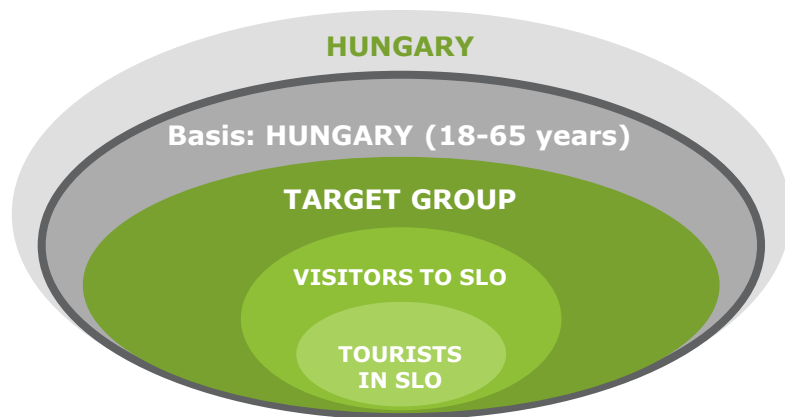 HUNGARY
Basis: HUNGARY (18-65 years)
TARGET GROUP
VISITORS TO SLO
TOURISTS
IN SLO